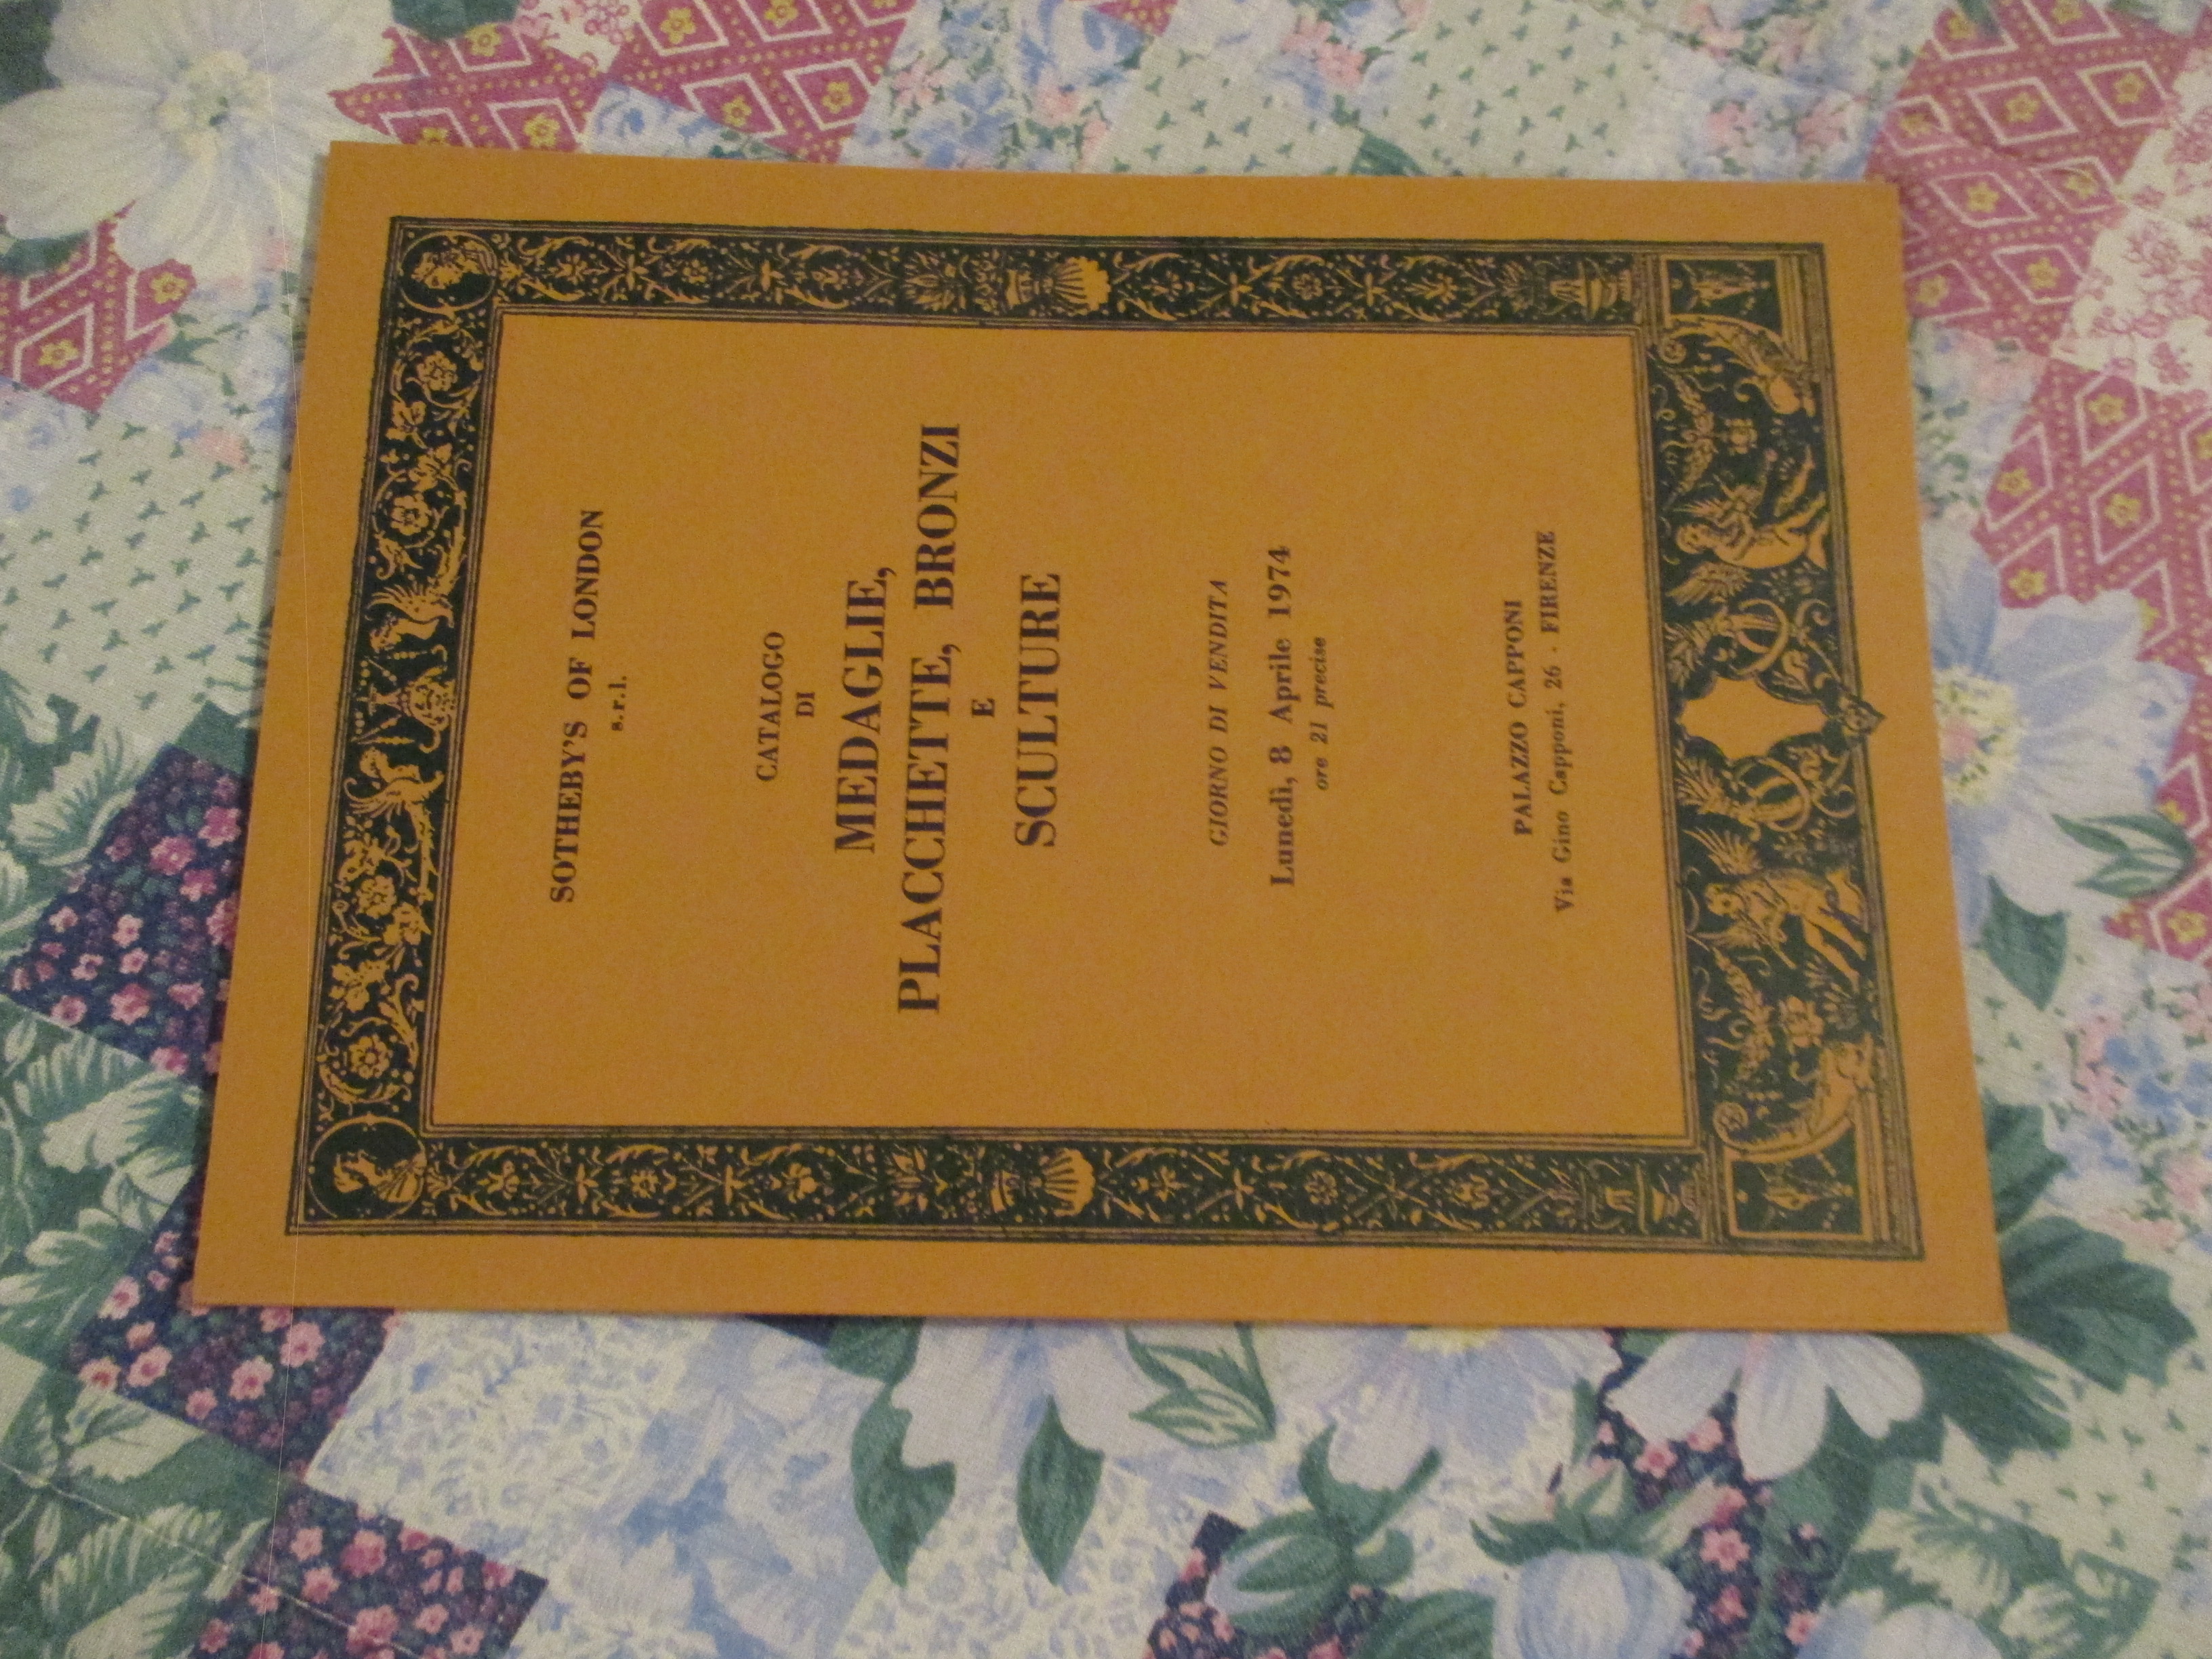 SOTHEBY'S OF LONDON
s.r.l.
CATALOGO
DI
MEDAGLIE,
PLACCHETTE, BRONZI
E
SCULTURE
GIORNO DI VENDITA
Lunedì, 8 Aprile 1974
ore 21 precise
PALAZZO CAPPONI
Via Gino Capponi, 26 - FIRENZE